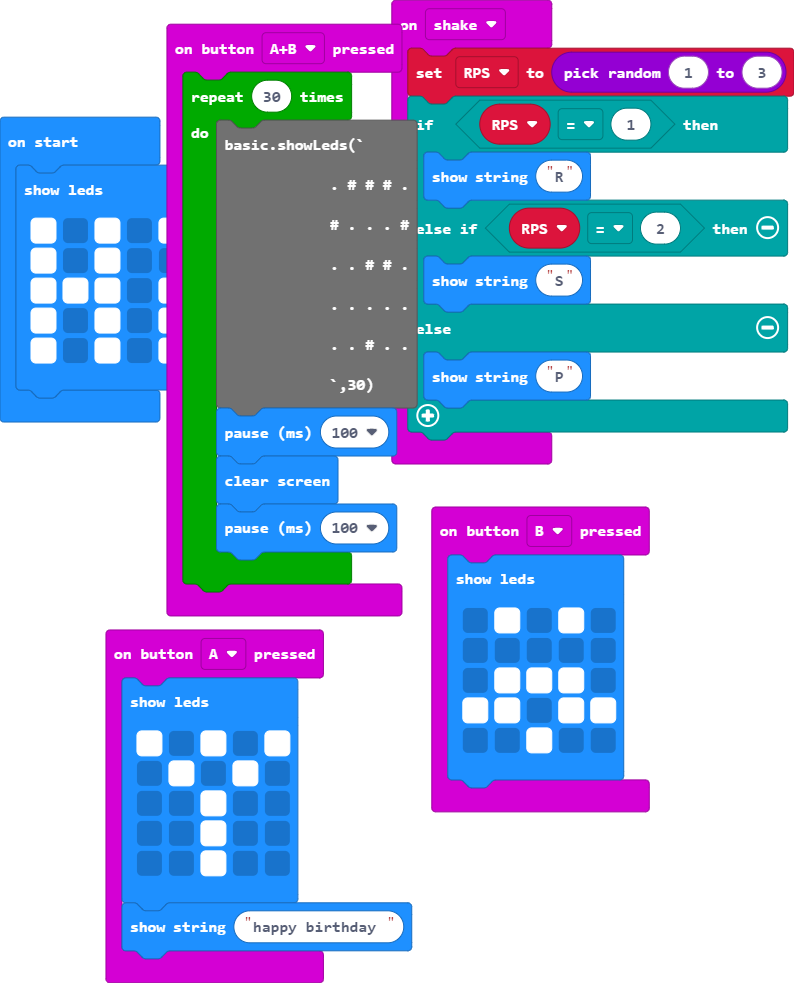 on shake
set RPS to pick random 1 to 3
if RPS = 1 then
show string "R"
else if RPS = 2 then
show string "S"
else
show string "P"
on button A+B pressed
repeat 30 times
do
basic.showLeds(`
. # # # .
# . . . #
. . # # .
. . . . .
. . # . .
`,30)
pause (ms) 100
clear screen
pause (ms) 100
on start
show leds
on button B pressed
show leds
on button A pressed
show leds
show string "happy birthday "